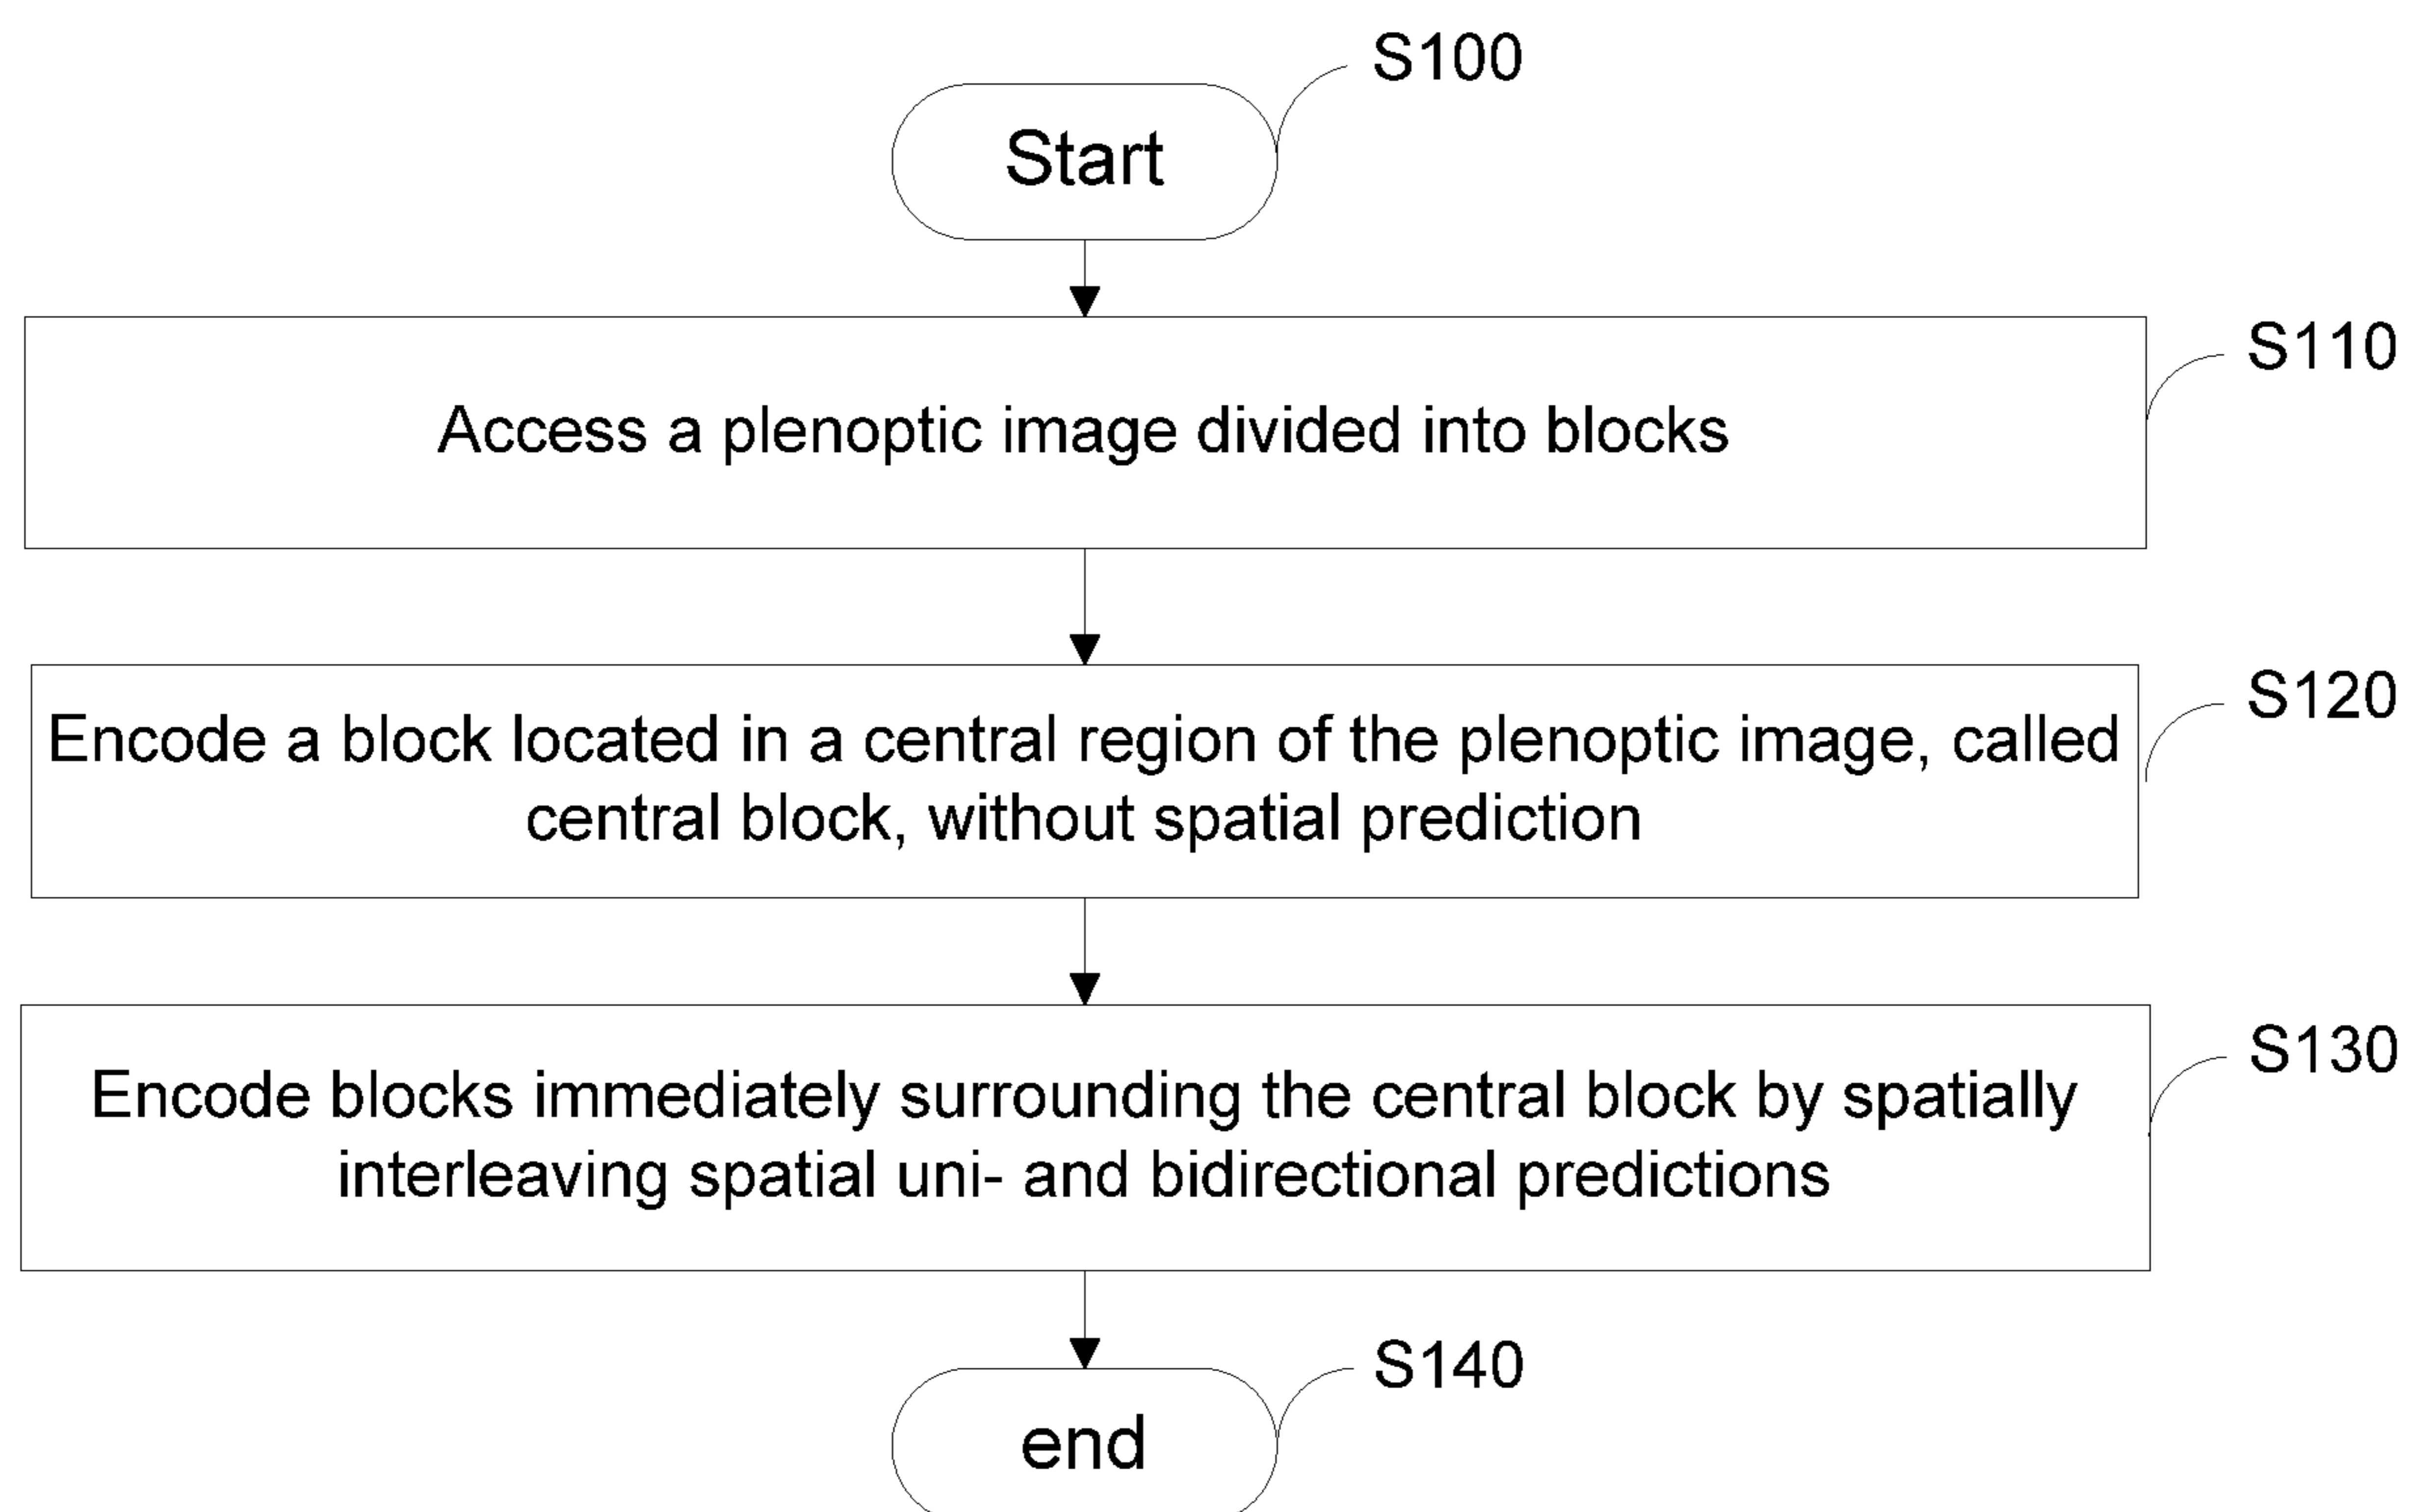 S100
Start
S110
Access a plenoptic image divided into blocks
S120
Encode a block located in a central region of the plenoptic image, called
central block, without spatial prediction
S130
Encode blocks immediately surrounding the central block by spatially
interleaving spatial uni- and bidirectional predictions
S140
end